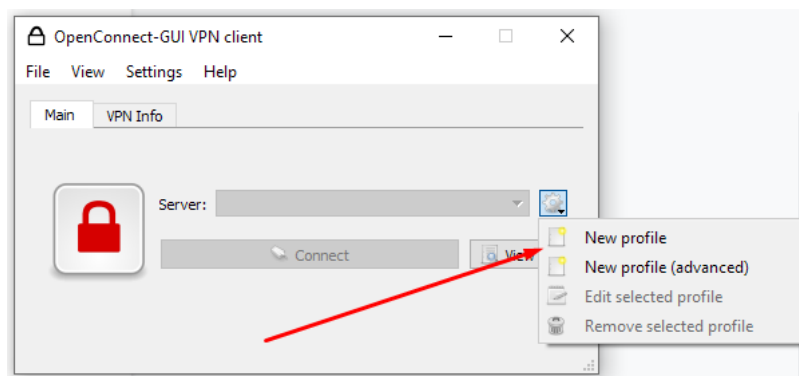 OpenConnect-GUI VPN client
File View Settings Help
Main VPN Info
Server:
Connect
View
New profile
New profile (advanced)
Edit selected profile
Remove selected profile